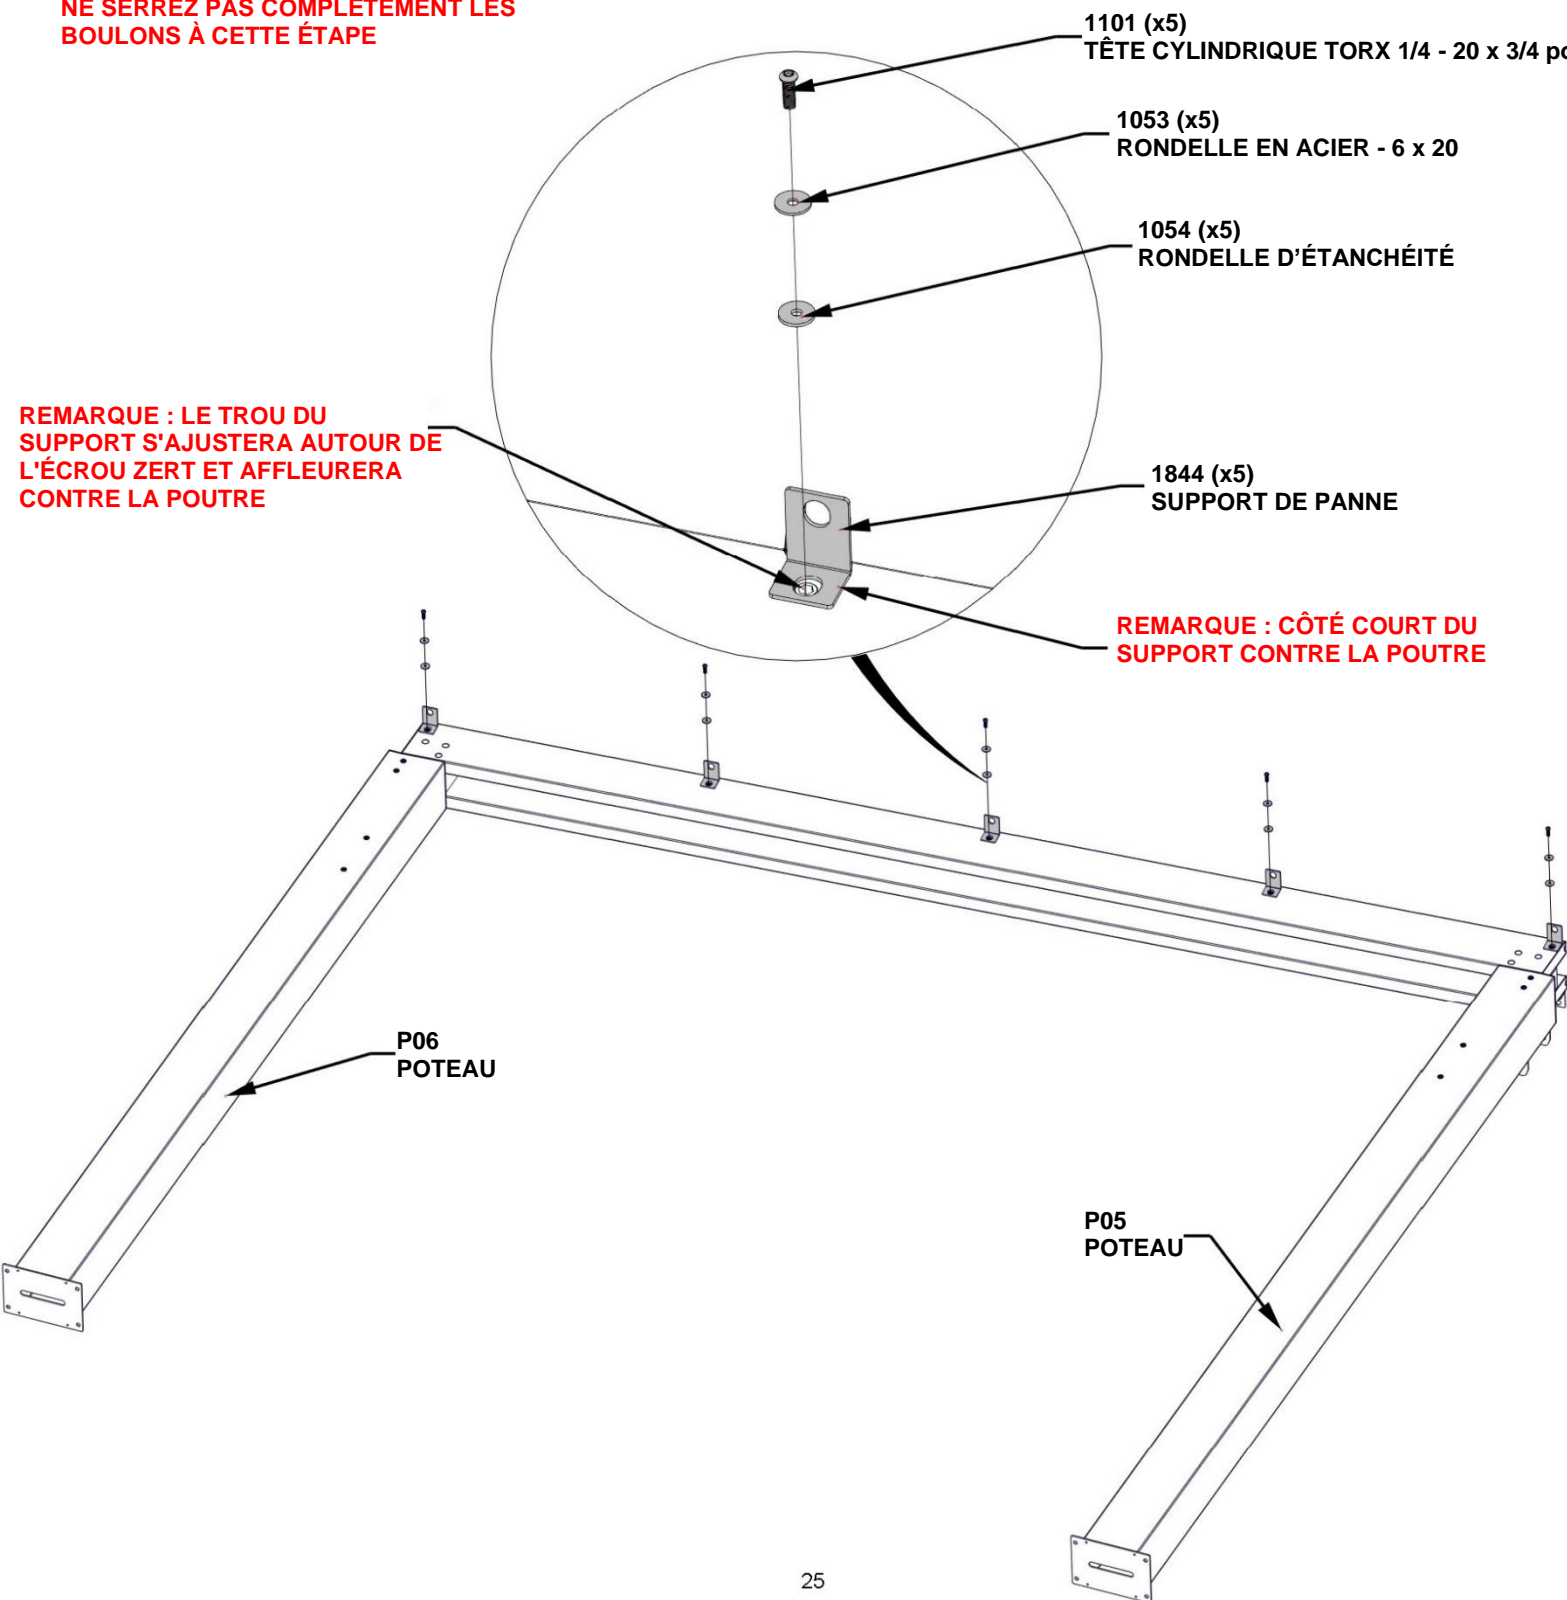 NE SERREZ PAS COMPLÈTEMENT LES
BOULONS À CETTE ÉTAPE
1101 (x5)
TÊTE CYLINDRIQUE TORX 1/4 - 20 x 3/4 po
1053 (x5)
RONDELLE EN ACIER - 6 x 20
1054 (x5)
RONDELLE D'ÉTANCHÉITÉ
REMARQUE : LE TROU DU
SUPPORT S'AJUSTERA AUTOUR DE
L'ÉCROU ZERT ET AFFLEURERA
CONTRE LA POUTRE
1844 (x5)
SUPPORT DE PANNE
REMARQUE : CÔTÉ COURT DU
SUPPORT CONTRE LA POUTRE
P06
POTEAU
P05
POTEAU
25